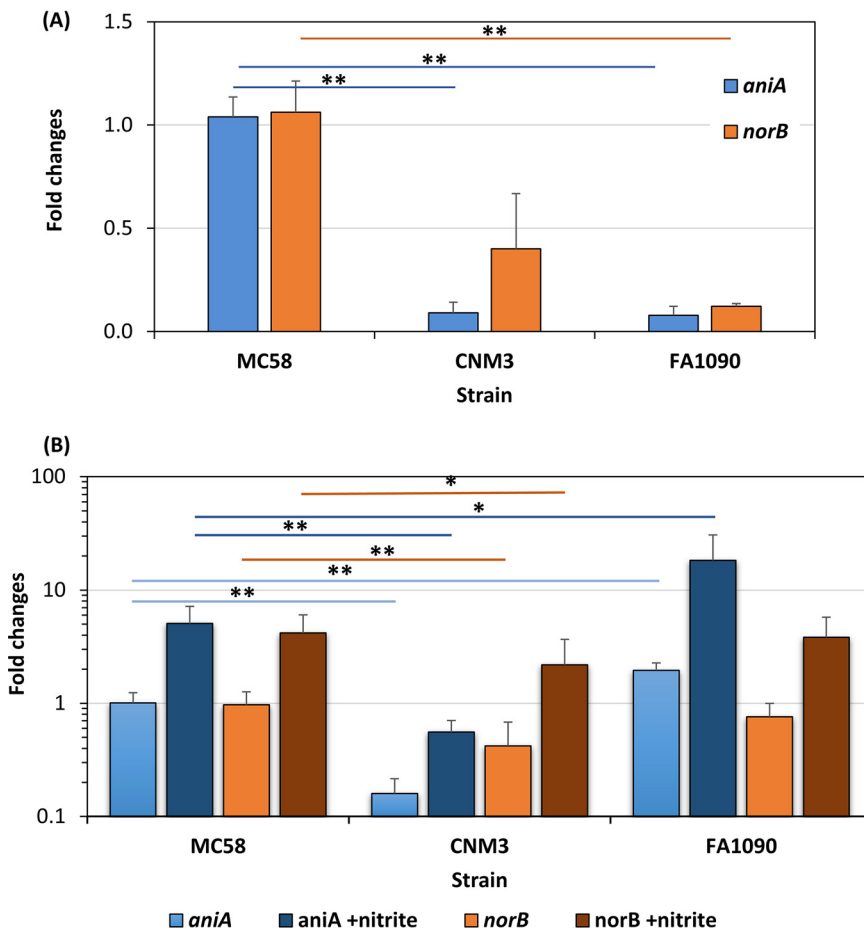 (A)
1.5
1.0
0.5
0.0
Fold changes
**
**
**
aniA
norB
MC58 CNM3 FA1090
Strain
(B)
100
10
1
0.1
Fold changes
*
*
**
**
**
**
MC58 CNM3 FA1090
Strain
aniA aniA +nitrite norB norB +nitrite